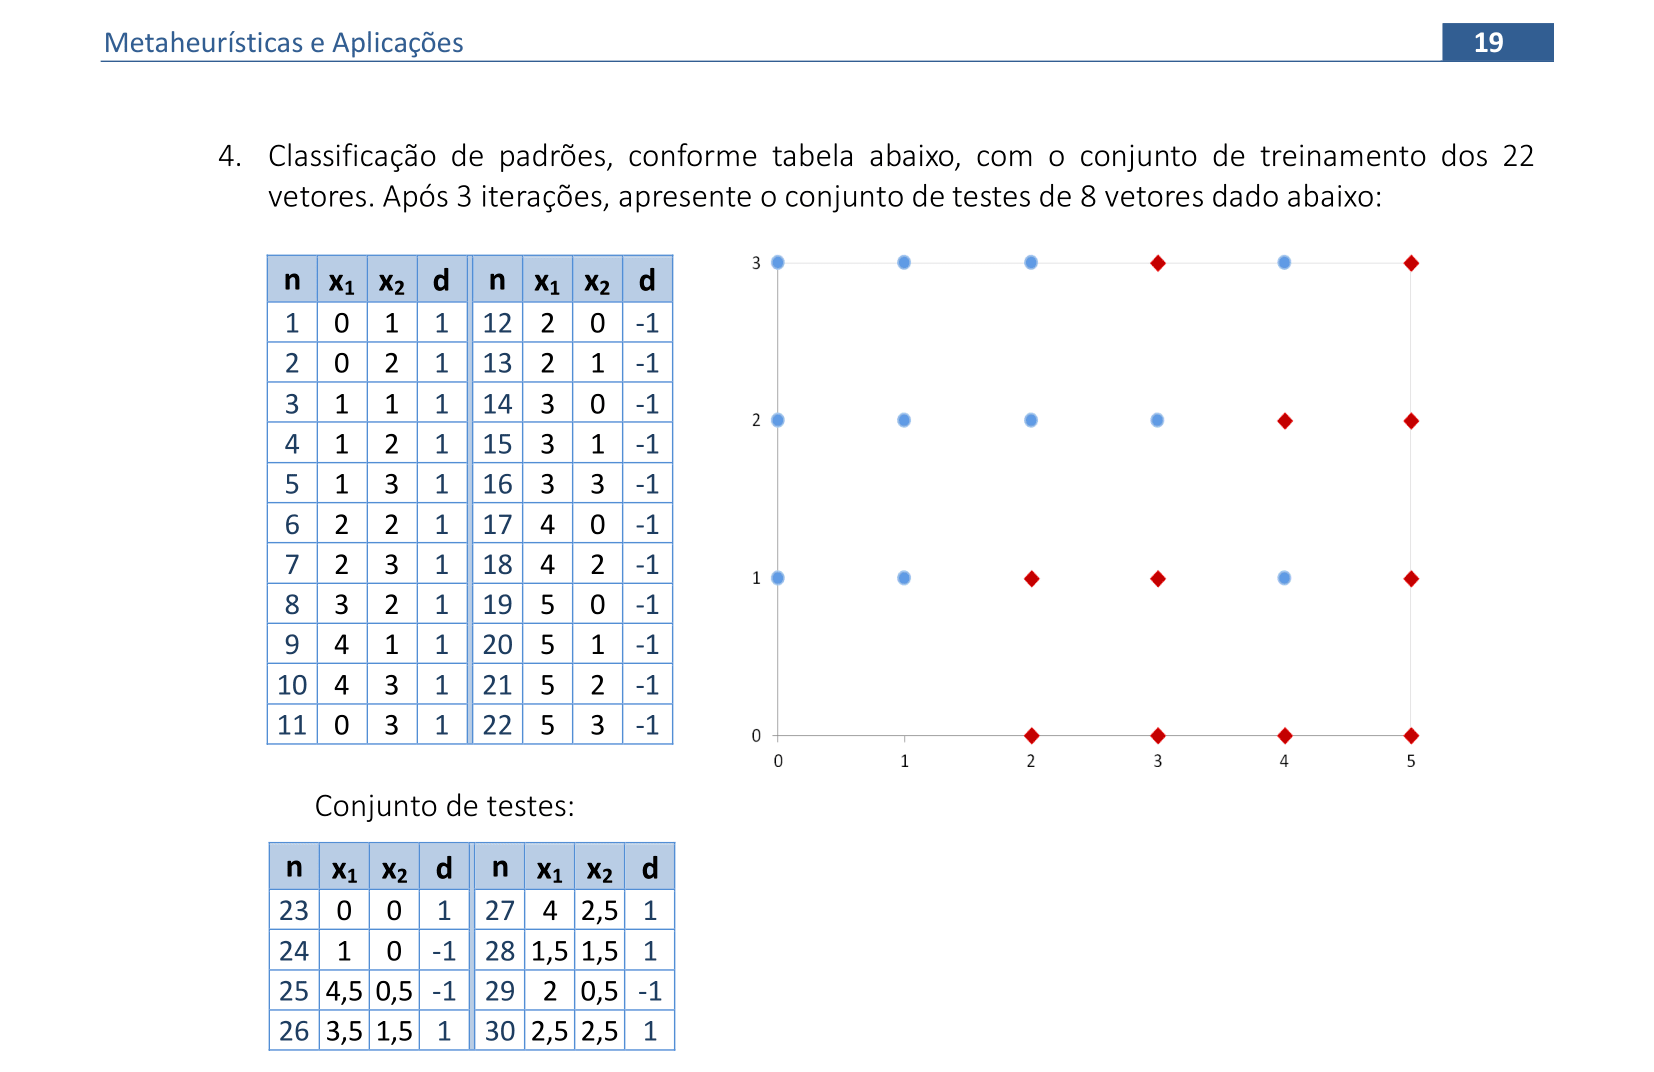 Metaheurísticas e Aplicações 19
4. Classificação de padrões, conforme tabela abaixo, com o conjunto de treinamento dos 22
vetores. Após 3 iterações, apresente o conjunto de testes de 8 vetores dado abaixo:
n x₁ x₂ d n x₁ x₂ d
1 0 1 1 12 2 0 -1
2 0 2 1 13 2 1 -1
3 1 1 1 14 3 0 -1
4 1 2 1 15 3 1 -1
5 1 3 1 16 3 3 -1
6 2 2 1 17 4 0 -1
7 2 3 1 18 4 2 -1
8 3 2 1 19 5 0 -1
9 4 1 1 20 5 1 -1
10 4 3 1 21 5 2 -1
11 0 3 1 22 5 3 -1
3
2
1
0
0 1 2 3 4 5
Conjunto de testes:
n x₁ x₂ d n x₁ x₂ d
23 0 0 1 27 4 2,5 1
24 1 0 -1 28 1,5 1,5 1
25 4,5 0,5 -1 29 2 0,5 -1
26 3,5 1,5 1 30 2,5 2,5 1